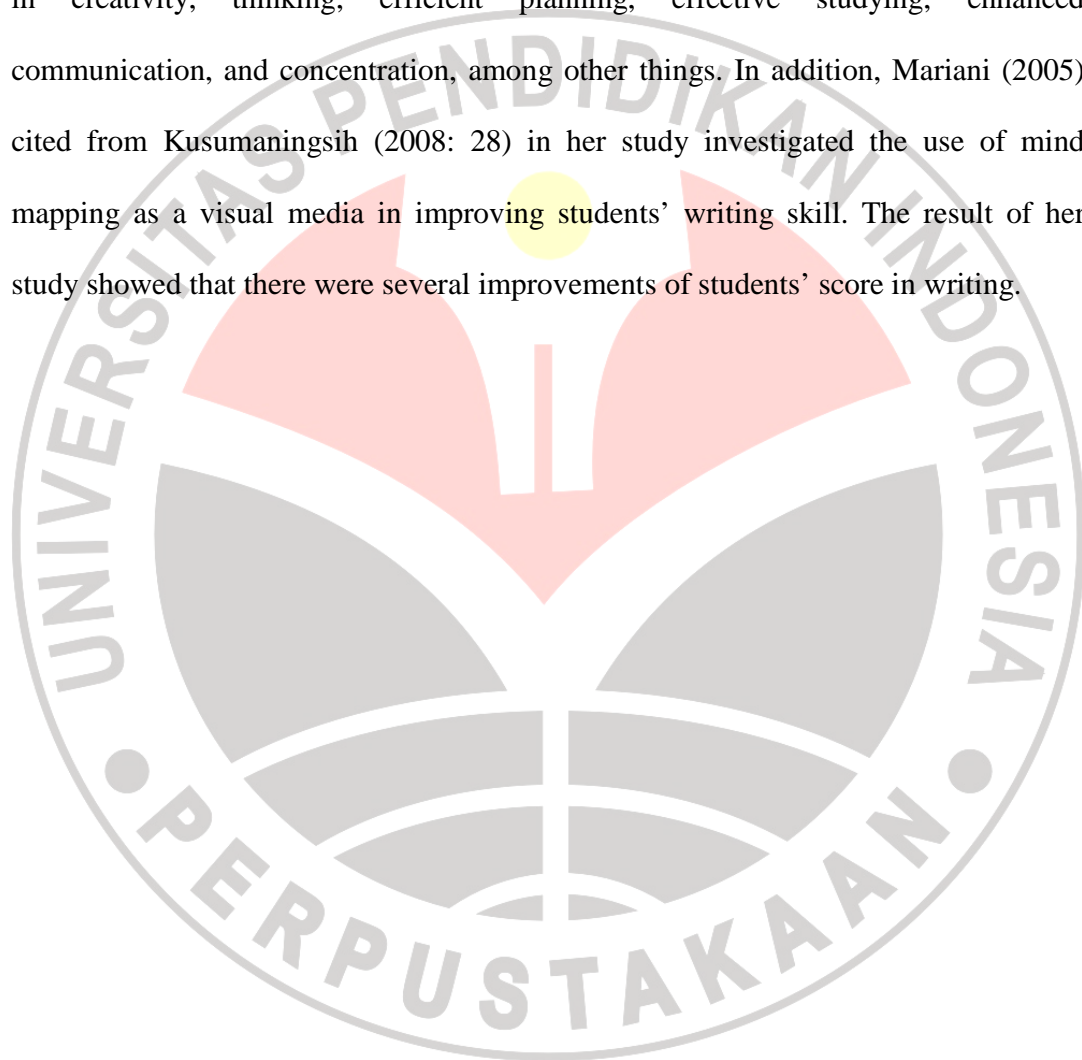 in creativity, thinking, efficient planning, effective studying, enhanced
communication, and concentration, among other things. In addition, Mariani (2005)
cited from Kusumaningsih (2008: 28) in her study investigated the use of mind
mapping as a visual media in improving students’ writing skill. The result of her
study showed that there were several improvements of students’ score in writing.
UNIVERSITAS PENDIDIKAN INDONESIA
PERPUSTAKAAN